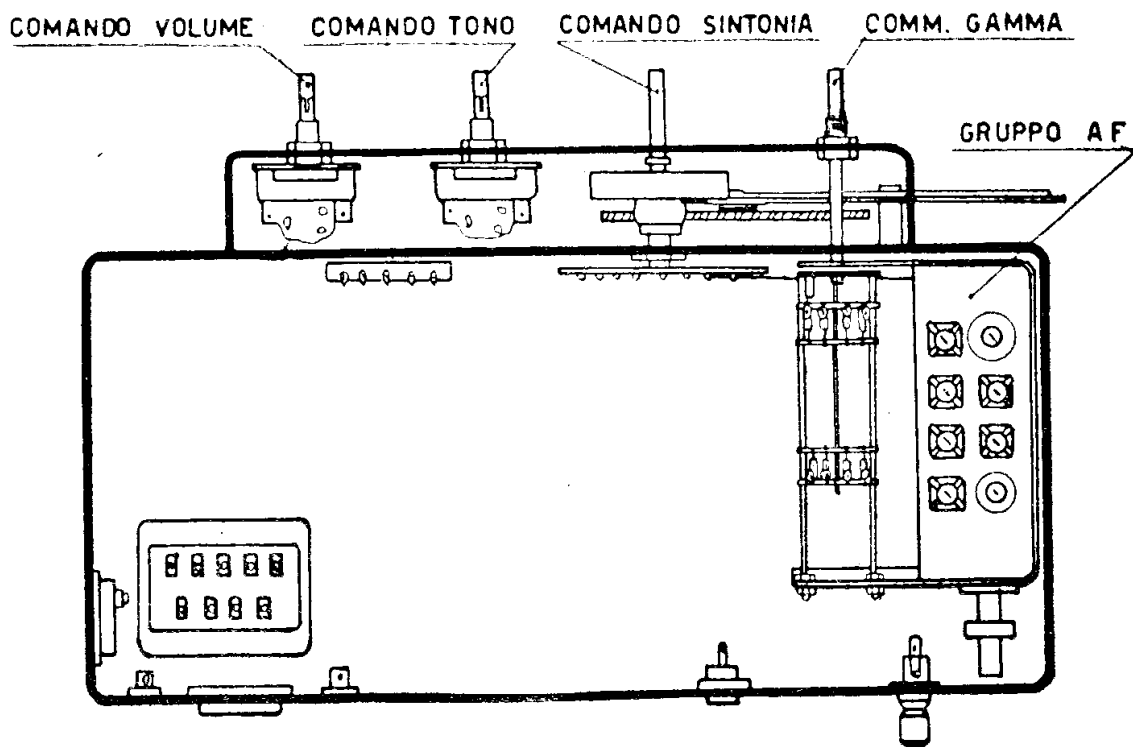 COMANDO VOLUME
COMANDO TONO
COMANDO SINTONIA
COMM. GAMMA
GRUPPO AF